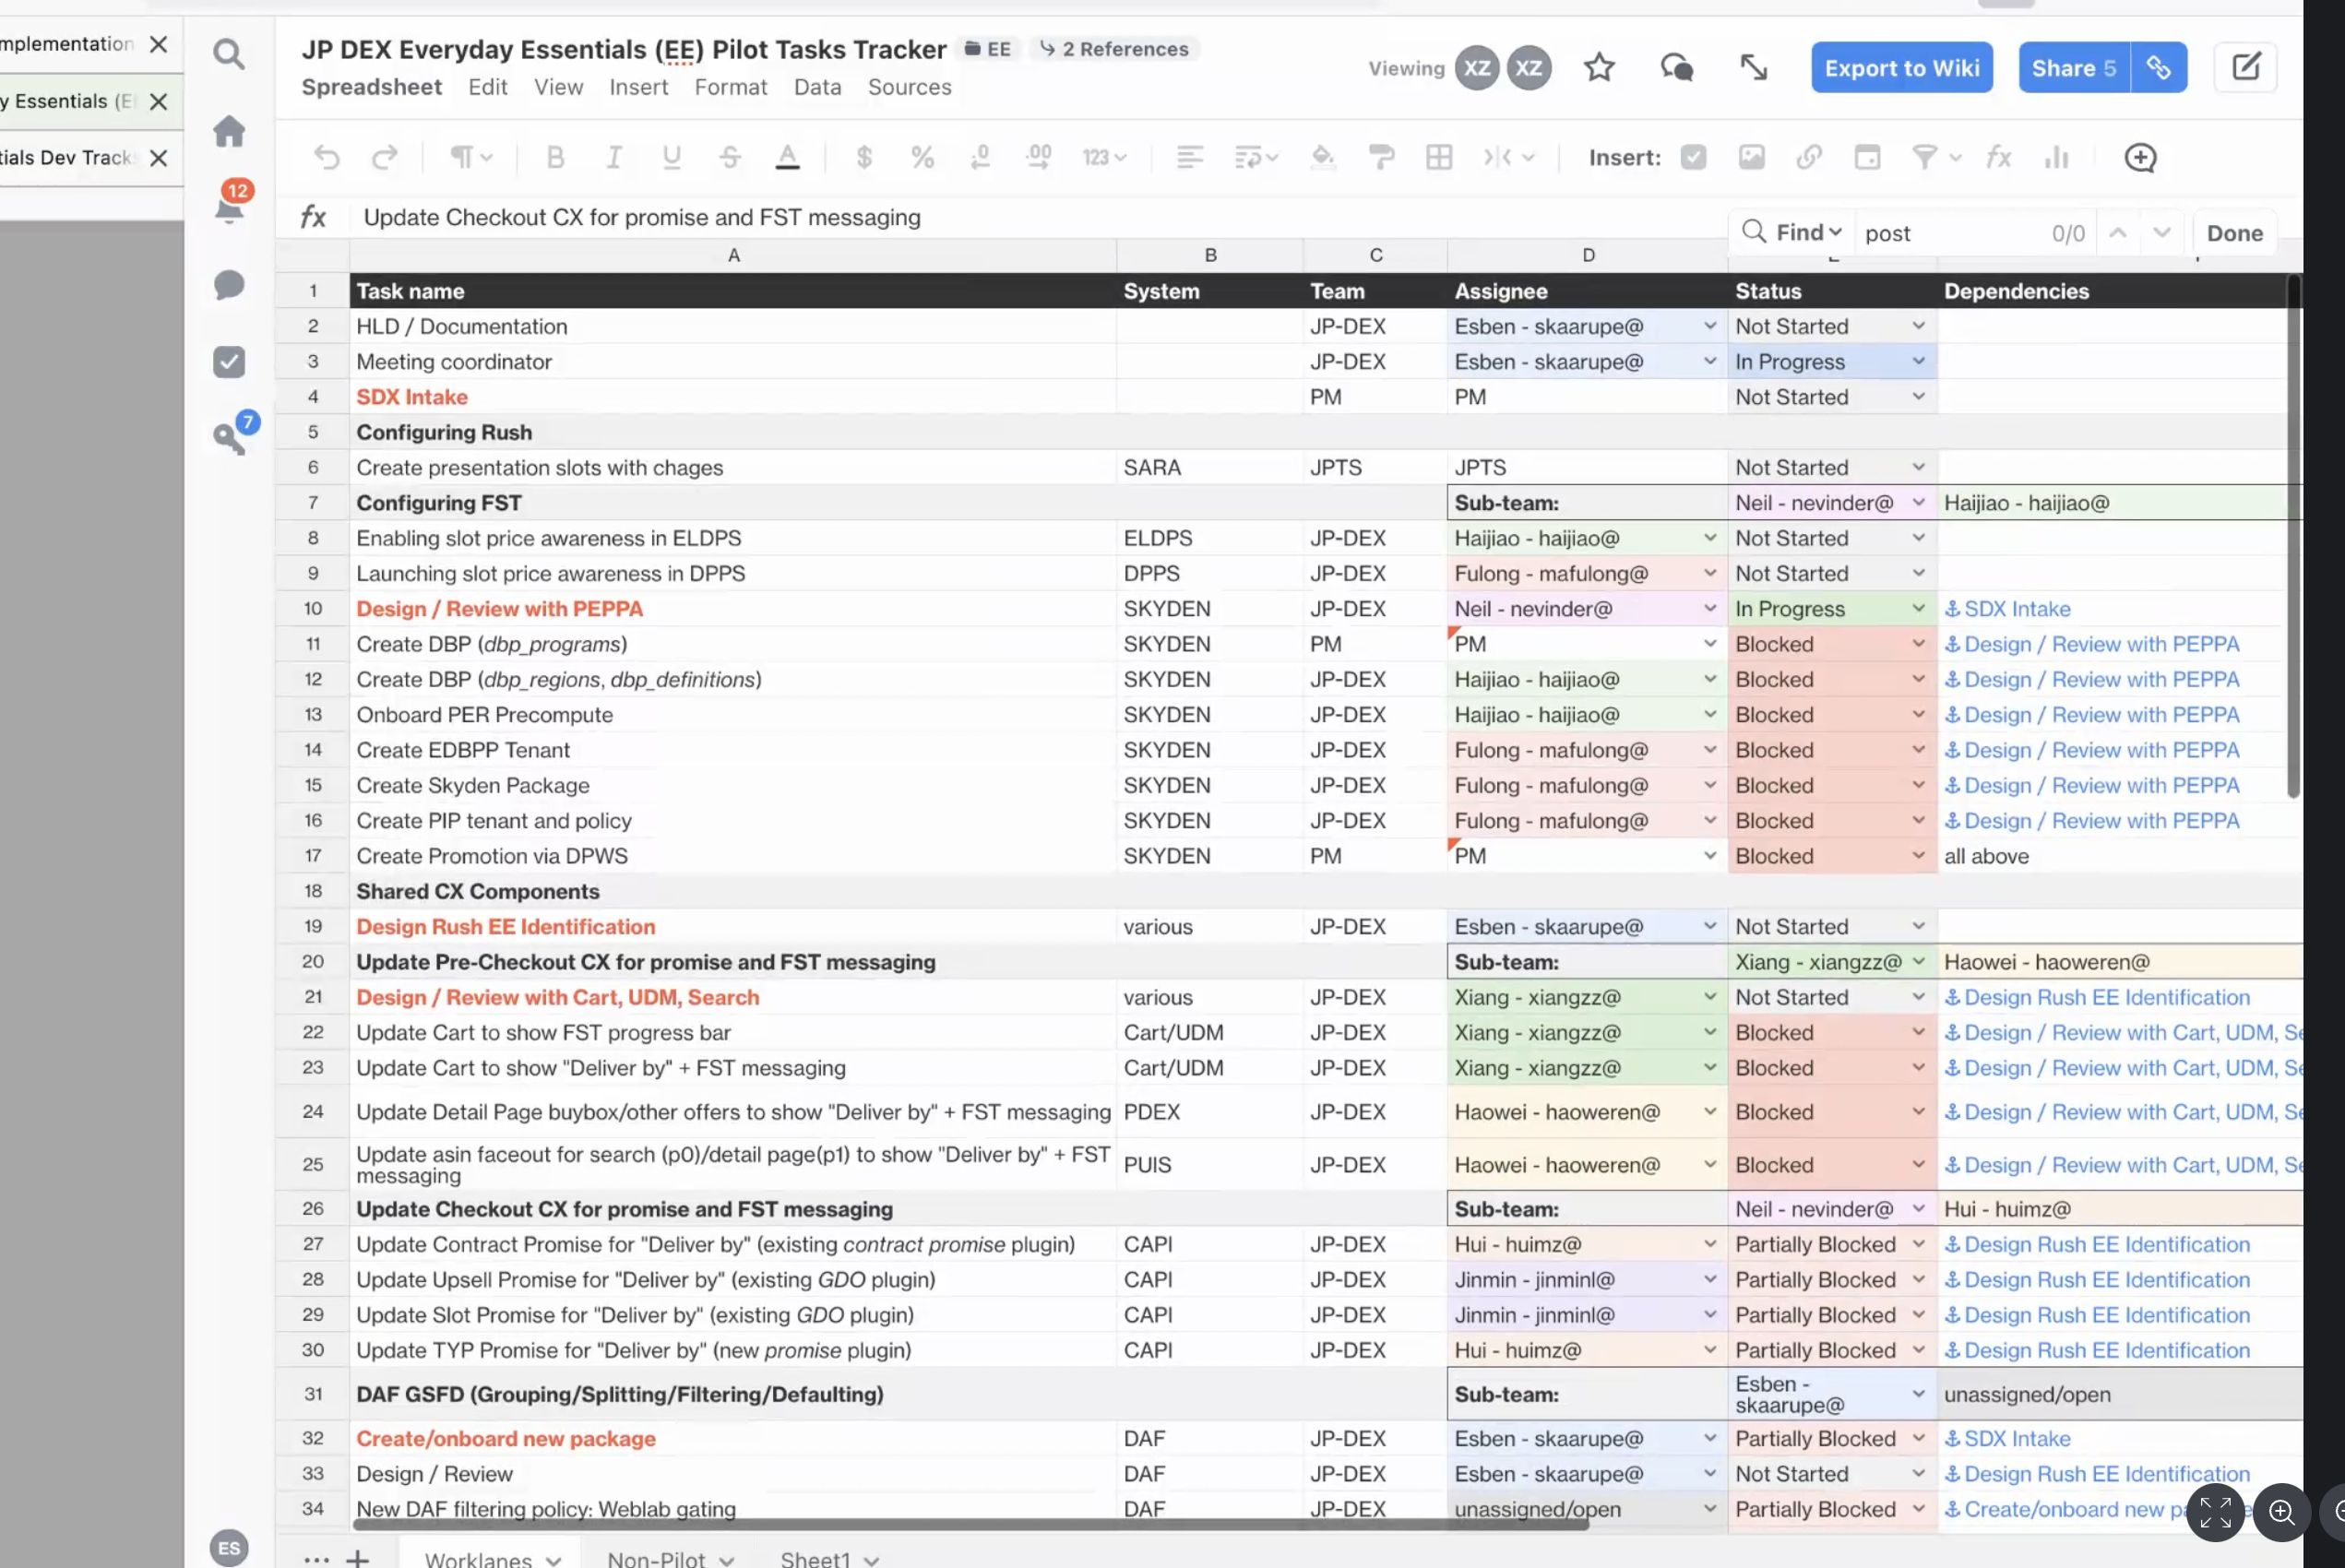 mplementation
y Essentials (E
tials Dev Track
JP DEX Everyday Essentials (EE) Pilot Tasks Tracker EE 2 References
Viewing XZ XZ Export to Wiki Share 5
Spreadsheet Edit View Insert Format Data Sources
$ % .0 .00 123 Insert: fx
12
7
ES
fx Update Checkout CX for promise and FST messaging
Find post 0/0 Done
A B C D
1 Task name System Team Assignee Status Dependencies
2 HLD / Documentation JP-DEX Esben - skaarupe@ Not Started
3 Meeting coordinator JP-DEX Esben - skaarupe@ In Progress
4 SDX Intake PM PM Not Started
5 Configuring Rush
6 Create presentation slots with chages SARA JPTS JPTS Not Started
7 Configuring FST Sub-team: Neil - nevinder@ Haijiao - haijiao@
8 Enabling slot price awareness in ELDPS ELDPS JP-DEX Haijiao - haijiao@ Not Started
9 Launching slot price awareness in DPPS DPPS JP-DEX Fulong - mafulong@ Not Started
10 Design / Review with PEPPA SKYDEN JP-DEX Neil - nevinder@ In Progress SDX Intake
11 Create DBP (dbp_programs) SKYDEN PM PM Blocked Design / Review with PEPPA
12 Create DBP (dbp_regions, dbp_definitions) SKYDEN JP-DEX Haijiao - haijiao@ Blocked Design / Review with PEPPA
13 Onboard PER Precompute SKYDEN JP-DEX Haijiao - haijiao@ Blocked Design / Review with PEPPA
14 Create EDBPP Tenant SKYDEN JP-DEX Fulong - mafulong@ Blocked Design / Review with PEPPA
15 Create Skyden Package SKYDEN JP-DEX Fulong - mafulong@ Blocked Design / Review with PEPPA
16 Create PIP tenant and policy SKYDEN JP-DEX Fulong - mafulong@ Blocked Design / Review with PEPPA
17 Create Promotion via DPWS SKYDEN PM PM Blocked all above
18 Shared CX Components
19 Design Rush EE Identification various JP-DEX Esben - skaarupe@ Not Started
20 Update Pre-Checkout CX for promise and FST messaging Sub-team: Xiang - xiangzz@ Haowei - haoweren@
21 Design / Review with Cart, UDM, Search various JP-DEX Xiang - xiangzz@ Not Started Design Rush EE Identification
22 Update Cart to show FST progress bar Cart/UDM JP-DEX Xiang - xiangzz@ Blocked Design / Review with Cart, UDM, Se
23 Update Cart to show "Deliver by" + FST messaging Cart/UDM JP-DEX Xiang - xiangzz@ Blocked Design / Review with Cart, UDM, Se
24 Update Detail Page buybox/other offers to show "Deliver by" + FST messaging PDEX JP-DEX Haowei - haoweren@ Blocked Design / Review with Cart, UDM, Se
25 Update asin faceout for search (p0)/detail page(p1) to show "Deliver by" + FST
messaging PUIS JP-DEX Haowei - haoweren@ Blocked Design / Review with Cart, UDM, Se
26 Update Checkout CX for promise and FST messaging Sub-team: Neil - nevinder@ Hui - huimz@
27 Update Contract Promise for "Deliver by" (existing contract promise plugin) CAPI JP-DEX Hui - huimz@ Partially Blocked Design Rush EE Identification
28 Update Upsell Promise for "Deliver by" (existing GDO plugin) CAPI JP-DEX Jinmin - jinminl@ Partially Blocked Design Rush EE Identification
29 Update Slot Promise for "Deliver by" (existing GDO plugin) CAPI JP-DEX Jinmin - jinminl@ Partially Blocked Design Rush EE Identification
30 Update TYP Promise for "Deliver by" (new promise plugin) CAPI JP-DEX Hui - huimz@ Partially Blocked Design Rush EE Identification
31 DAF GSFD (Grouping/Splitting/Filtering/Defaulting) Sub-team: Esben - skaarupe@ unassigned/open
32 Create/onboard new package DAF JP-DEX Esben - skaarupe@ Partially Blocked SDX Intake
33 Design / Review DAF JP-DEX Esben - skaarupe@ Not Started Design Rush EE Identification
34 New DAF filtering policy: Weblab gating DAF JP-DEX unassigned/open Partially Blocked Create/onboard new
Worklanes Non-Pilot Sheet1